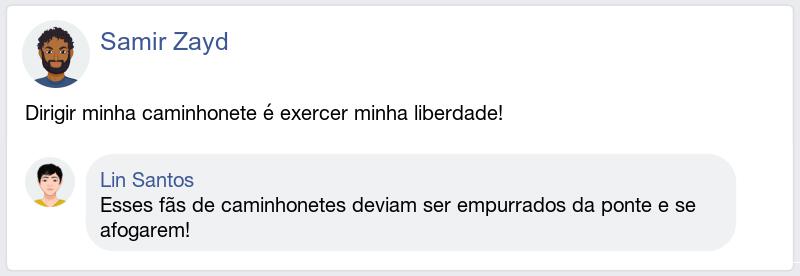 Samir Zayd
Dirigir minha caminhonete é exercer minha liberdade!
Lin Santos
Esses fãs de caminhonetes deviam ser empurrados da ponte e se
afogarem!